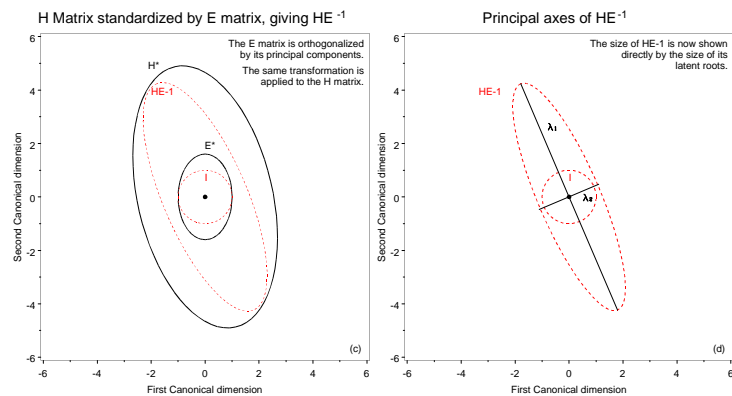 H Matrix standardized by E matrix, giving HE -1
The E matrix is orthogonalized
by its principal components.
The same transformation is
applied to the H matrix.
H*
HE-1
E*
I
Second Canonical dimension
6
4
2
0
-2
-4
-6
(c)
-6 -4 -2 0 2 4 6
First Canonical dimension
Principal axes of HE-1
The size of HE-1 is now shown
directly by the size of its
latent roots.
HE-1
λ1
I
λ2
Second Canonical dimension
6
4
2
0
-2
-4
-6
(d)
-6 -4 -2 0 2 4 6
First Canonical dimension